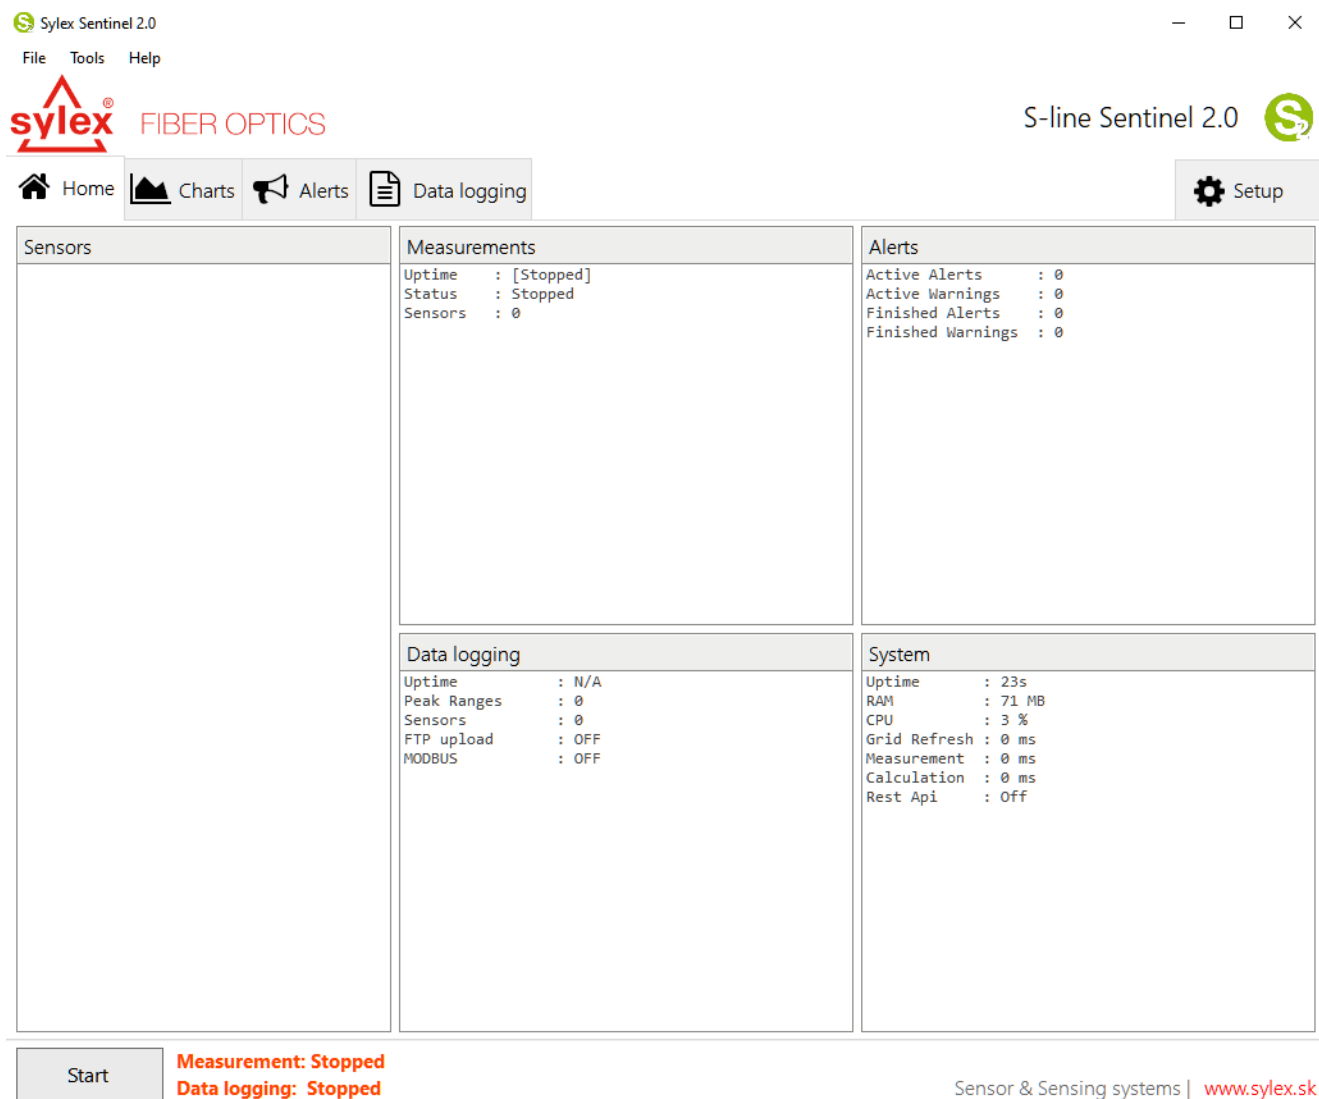 Sylex Sentinel 2.0
File Tools Help
sylex® FIBER OPTICS
S-line Sentinel 2.0
Home Charts Alerts Data logging Setup
Sensors
Measurements
Uptime : [Stopped]
Status : Stopped
Sensors : 0
Alerts
Active Alerts : 0
Active Warnings : 0
Finished Alerts : 0
Finished Warnings : 0
Data logging
Uptime : N/A
Peak Ranges : 0
Sensors : 0
FTP upload : OFF
MODBUS : OFF
System
Uptime : 23s
RAM : 71 MB
CPU : 3 %
Grid Refresh : 0 ms
Measurement : 0 ms
Calculation : 0 ms
Rest Api : Off
Start
Measurement: Stopped
Data logging: Stopped
Sensor & Sensing systems | www.sylex.sk